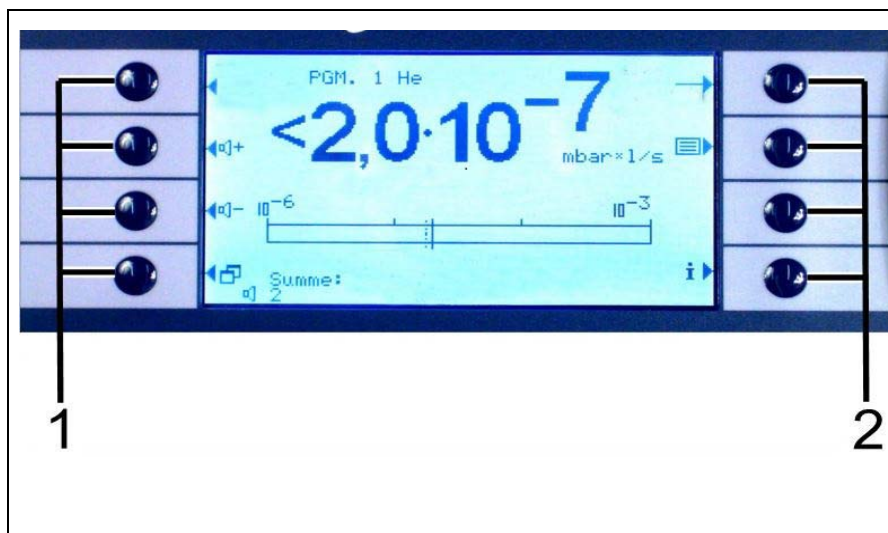 PGM. 1 He
<2,0·10⁻⁷
mbar*l/s
+
10⁻⁶ 10⁻³
-
Summe:
2
i
1 2